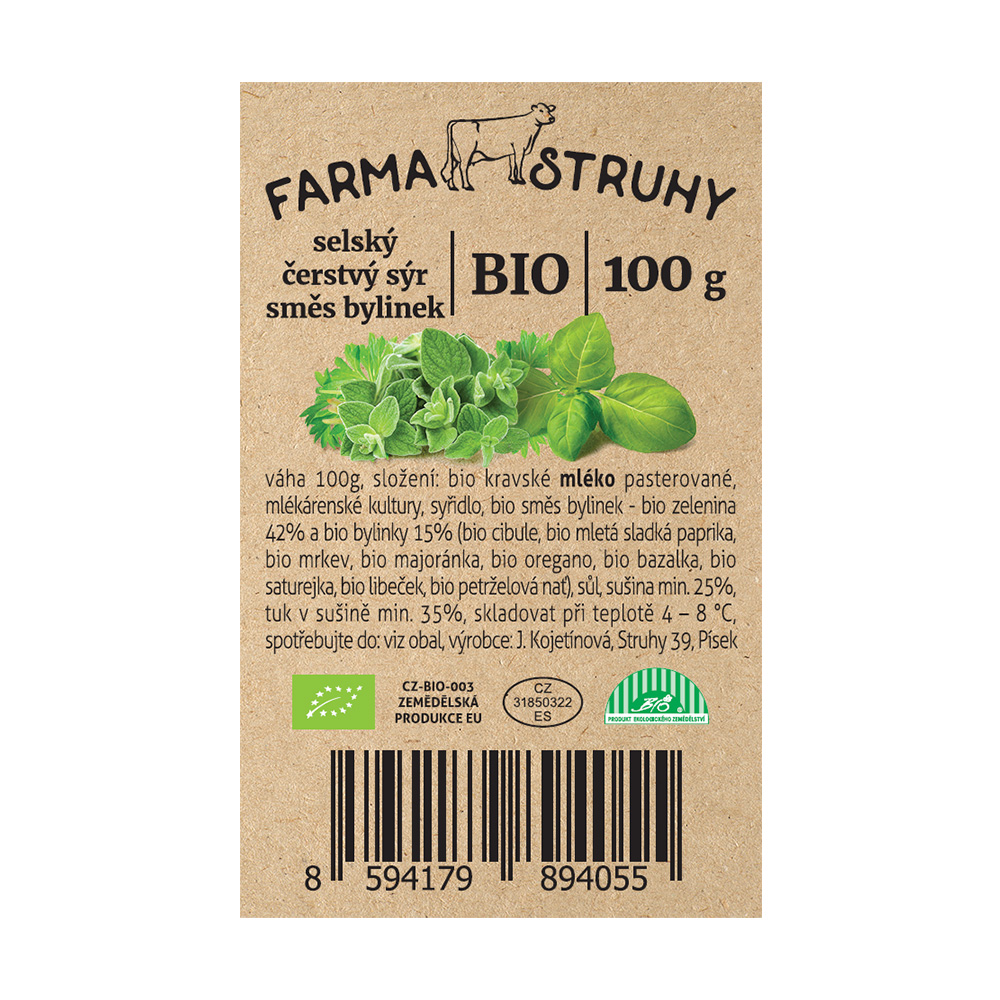 FARMA STRUHY
selský
čerstvý sýr
směs bylinek
BIO
100 g
váha 100g, složení: bio kravské mléko pasterované,
mlékárenské kultury, syřidlo, bio směs bylinek - bio zelenina
42% a bio bylinky 15% (bio cibule, bio mletá sladká paprika,
bio mrkev, bio majoránka, BIO oregano, bio bazalka, bio
saturejka, bio libeček, bio petrželová nať), sůl, sušina min. 25%,
tuk v sušině min. 35%, skladovat při teplotě 4 – 8 °C,
spotřebujte do: viz obal, výrobce: J. Kojetínová, Struhy 39, Písek
CZ-BIO-003
ZEMĚDĚLSKÁ
PRODUKCE EU
CZ
31850322
ES
BIO
PRODUKT EKOLOGICKÉHO ZEMĚDĚLSTVÍ
8 594179 894055